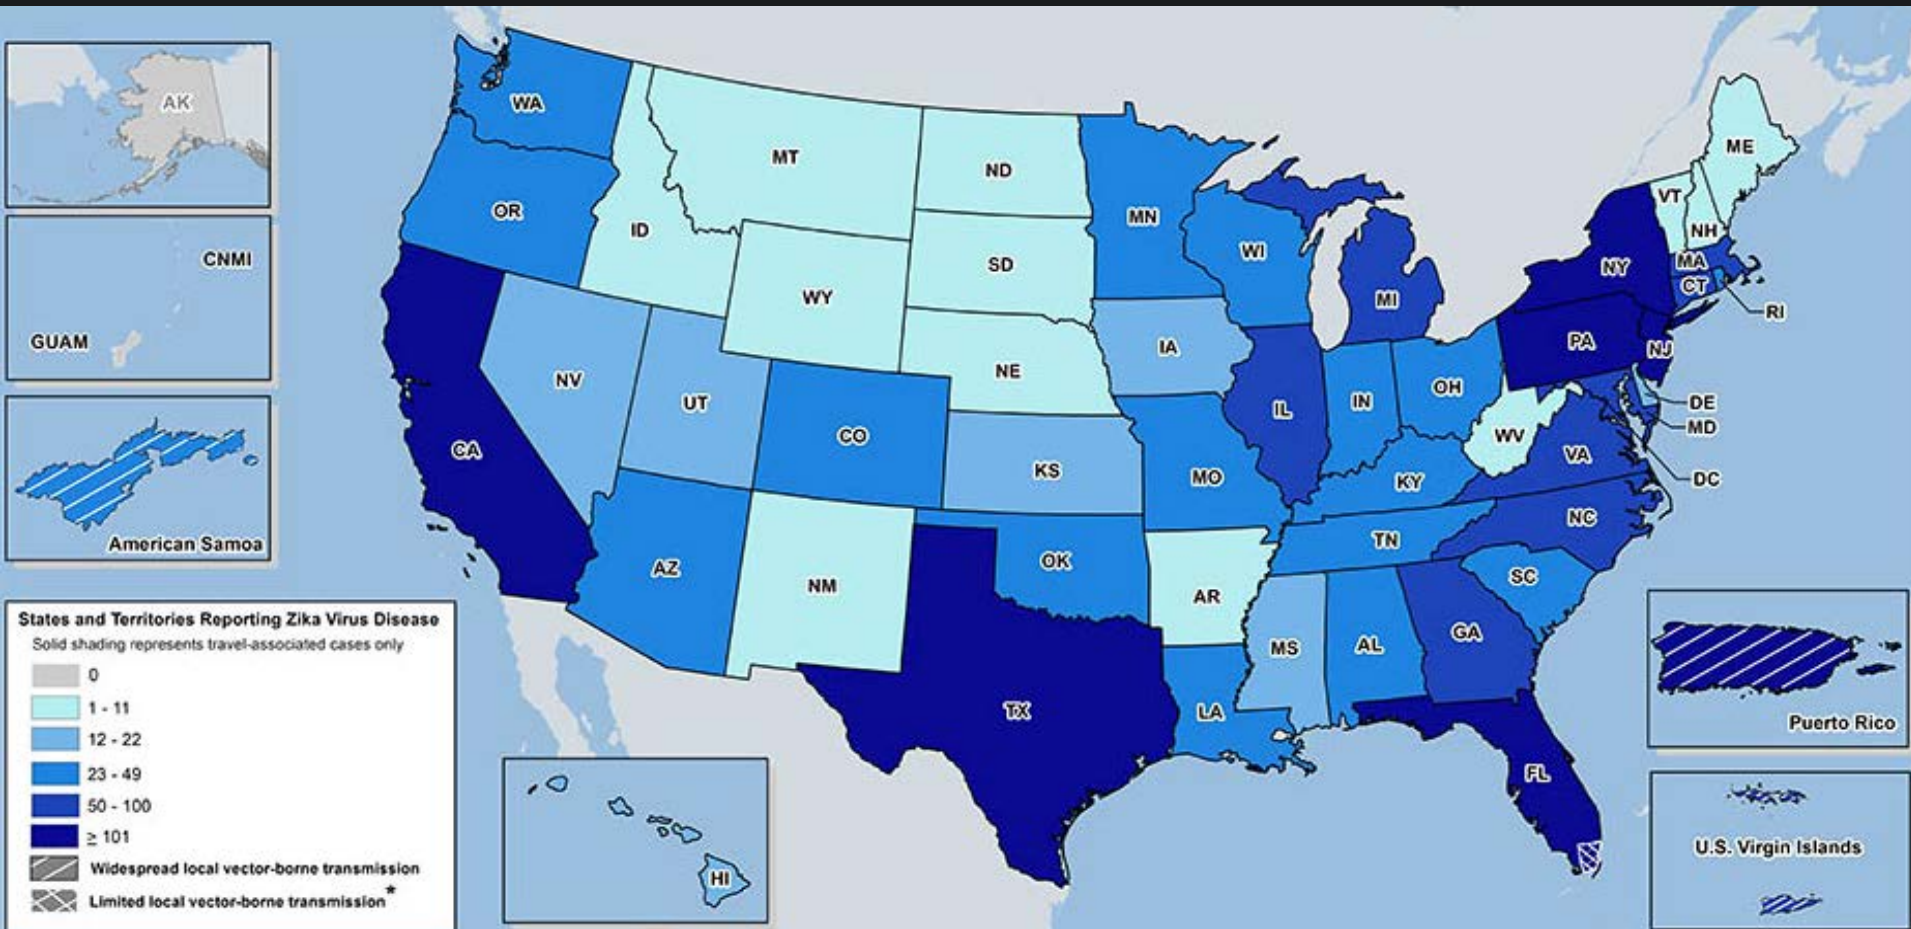 AK
CNMI
GUAM
American Samoa
States and Territories Reporting Zika Virus Disease
Solid shading represents travel-associated cases only
0
1 - 11
12 - 22
23 - 49
50 - 100
≥ 101
Widespread local vector-borne transmission
Limited local vector-borne transmission*
WA
OR
CA
ID
NV
MT
WY
UT
AZ
CO
NM
ND
SD
NE
KS
OK
TX
MN
IA
MO
AR
LA
WI
IL
MS
MI
IN
OH
KY
TN
AL
GA
FL
SC
NC
VA
WV
PA
NY
NJ
VT
NH
ME
MA
CT
RI
DE
MD
DC
HI
Puerto Rico
U.S. Virgin Islands